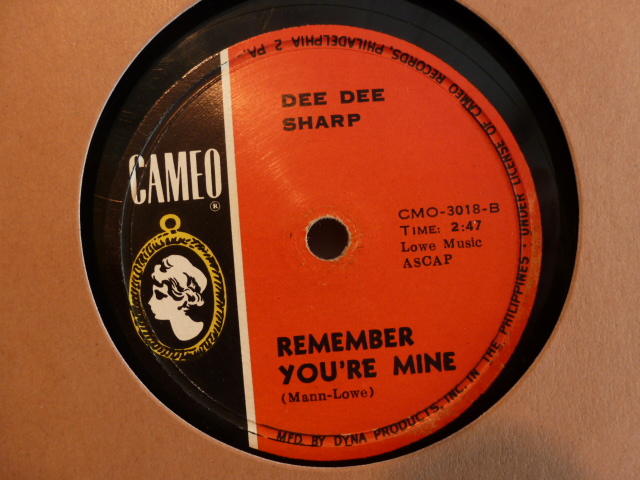 DEE DEE
SHARP
CAMEO
®
CMO-3018-B
TIME: 2:47
Lowe Music
ASCAP
REMEMBER
YOU'RE MINE
(Mann-Lowe)
MFD. BY DYNA PRODUCTS, INC. IN THE PHILIPPINES · UNDER LICENSE OF CAMEO RECORDS, PHILADELPHIA 2 PA.